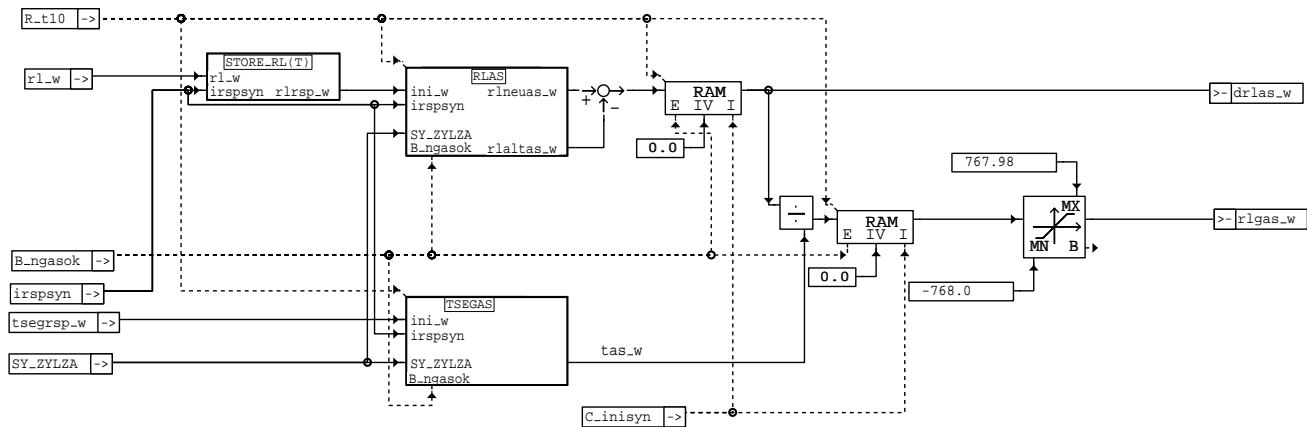 R_tl0 ->
STORE_RL(T)
rl_w ->
rl_w
irspsyn rlrsp_w
RLAS
ini_w rlneuas_w
irspsyn
SY_ZYLZA
B_ngasok rlaltas_w
+
−
RAM
E IV I
0.0
>- drlas_w
767.98
÷
RAM
E IV I
0.0
MX
MN
B
>- rlgas_w
-768.0
B_ngasok ->
irspsyn ->
tsegrsp_w ->
SY_ZYLZA ->
TSEGAS
ini_w
irspsyn
SY_ZYLZA
B_ngasok
tas_w
C_inisyn ->